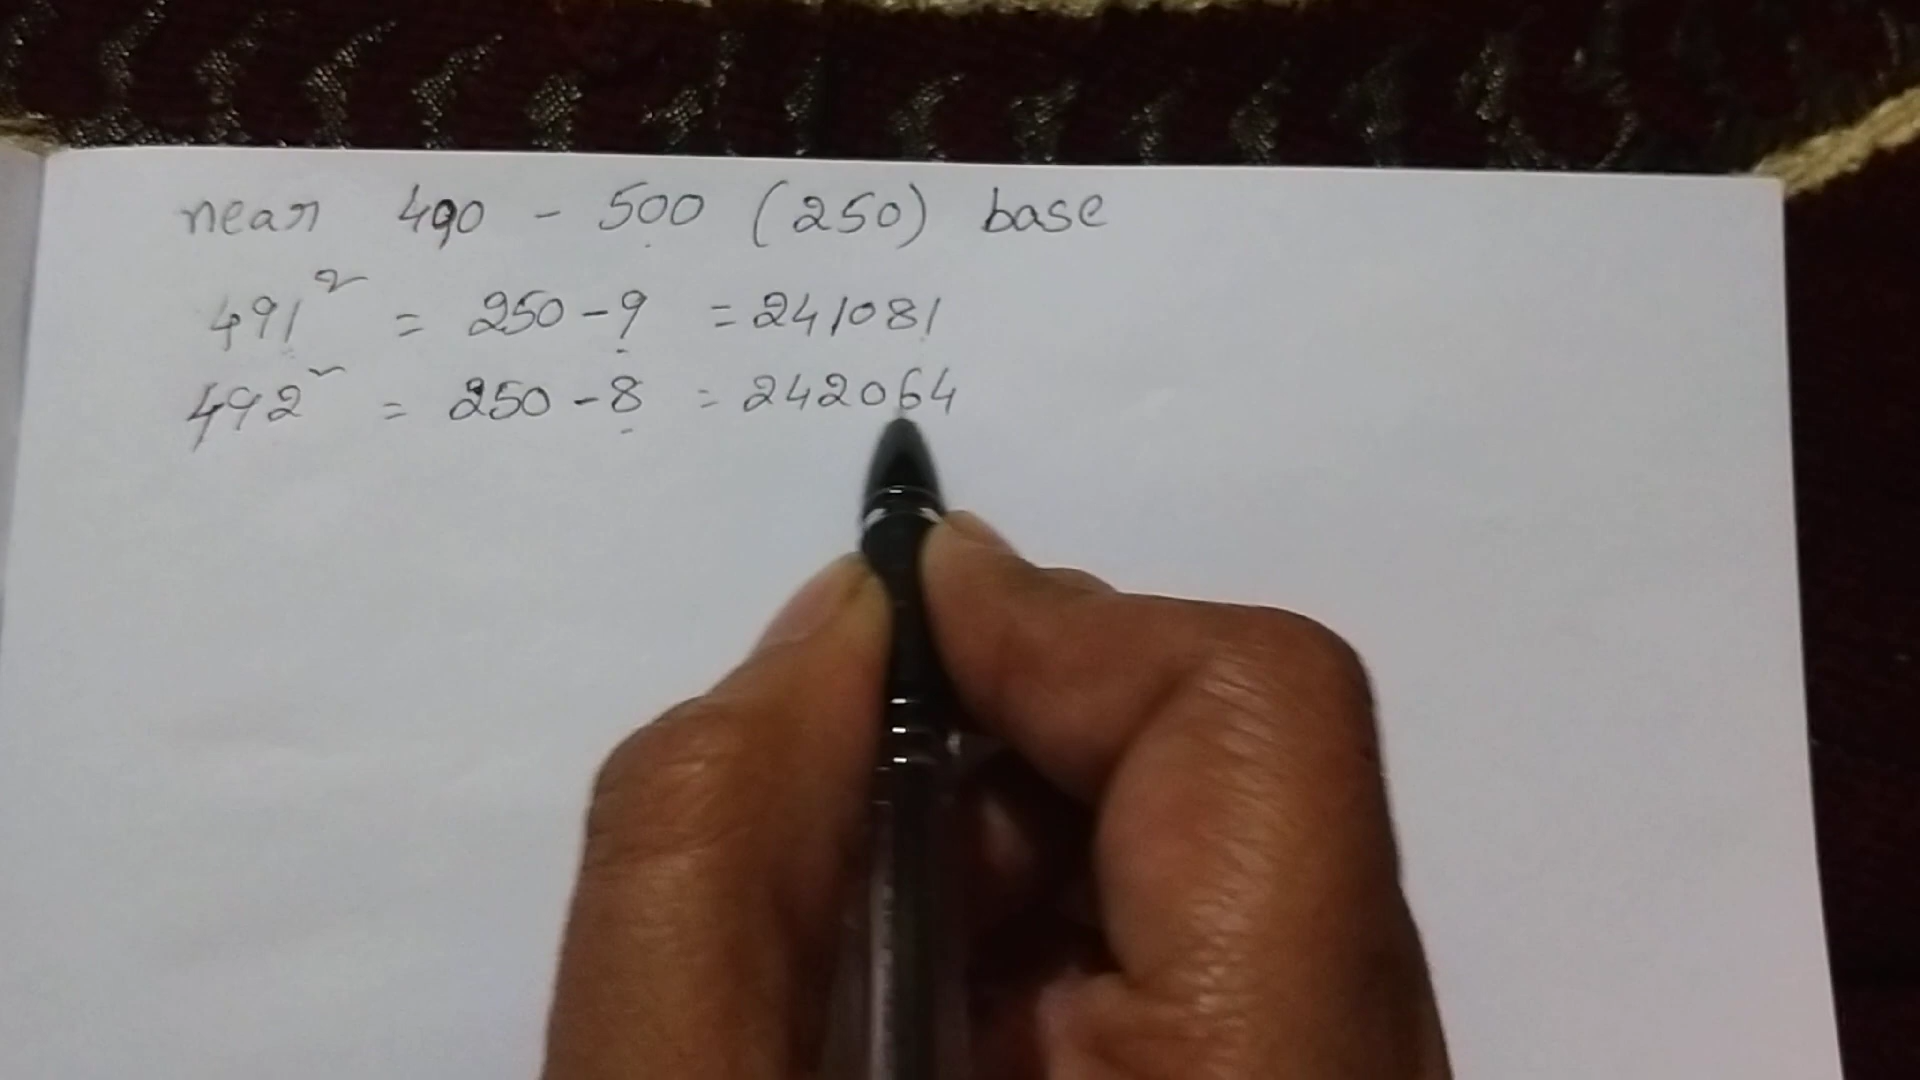 near 490 - 500 (250) base
491² = 250 - 9 = 241081
492² = 250 - 8 = 242064